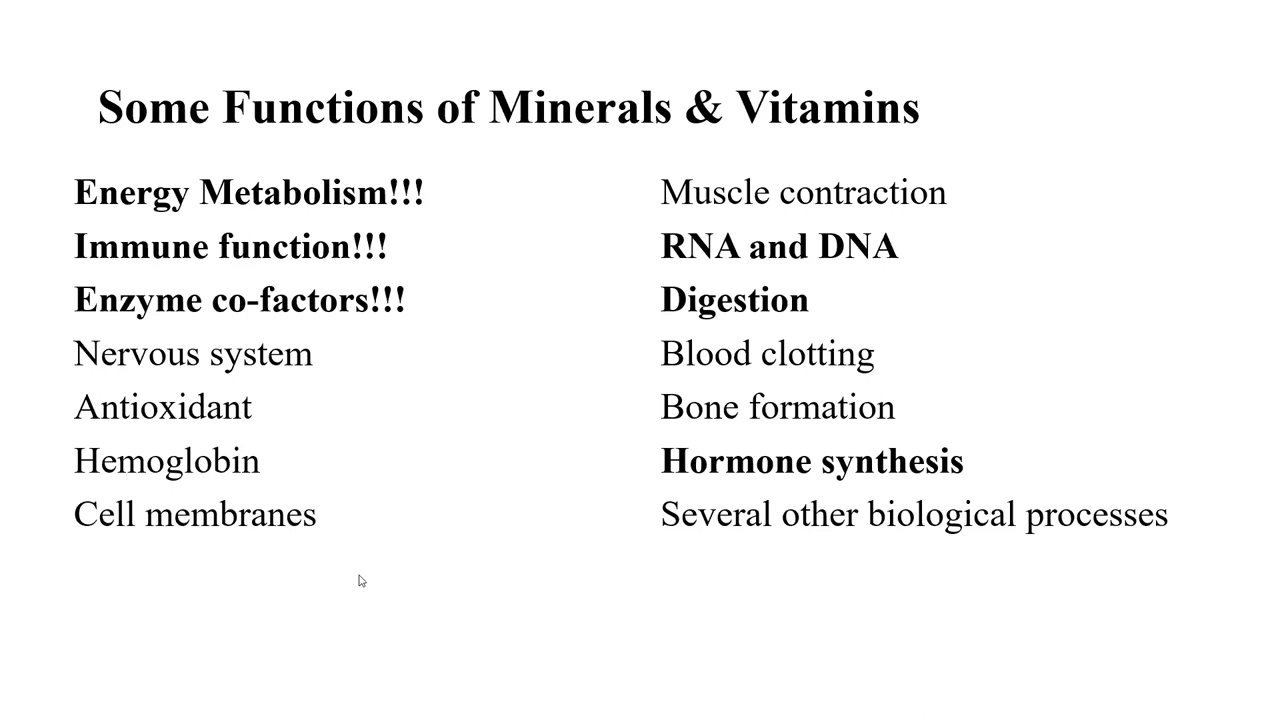 Some Functions of Minerals & Vitamins
Energy Metabolism!!!
Immune function!!!
Enzyme co-factors!!!
Nervous system
Antioxidant
Hemoglobin
Cell membranes
Muscle contraction
RNA and DNA
Digestion
Blood clotting
Bone formation
Hormone synthesis
Several other biological processes